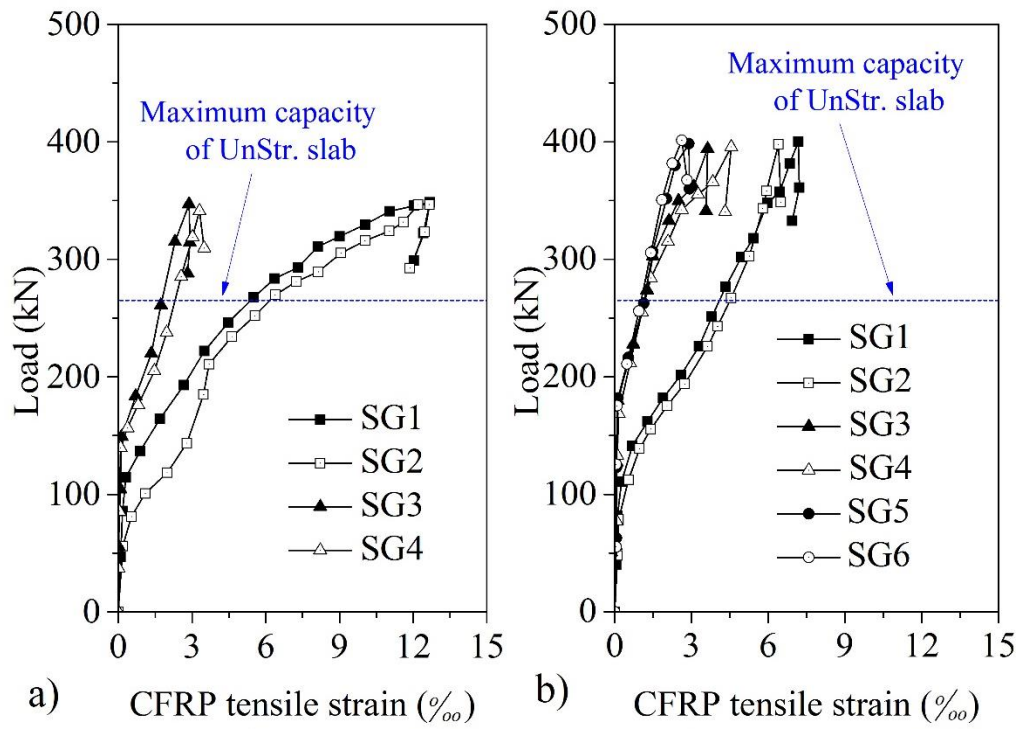 500
400
300
200
100
0
Load (kN)
Maximum capacity
of UnStr. slab
SG1
SG2
SG3
SG4
0 3 6 9 12 15
a) CFRP tensile strain (‰)
500
400
300
200
100
0
Load (kN)
Maximum capacity
of UnStr. slab
SG1
SG2
SG3
SG4
SG5
SG6
0 3 6 9 12 15
b) CFRP tensile strain (‰)